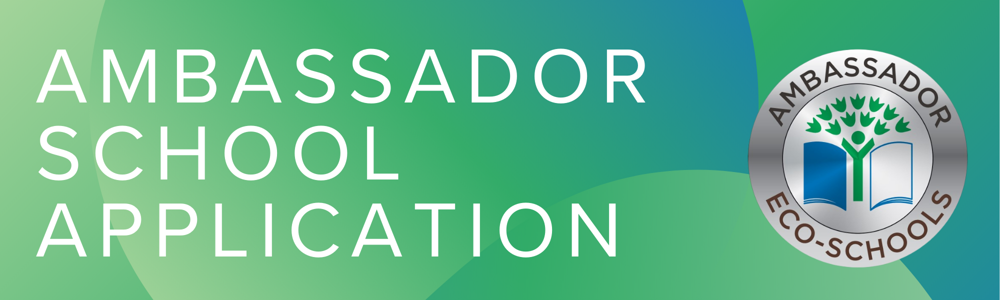 AMBASSADOR
SCHOOL
APPLICATION
AMBASSADOR
ECO-SCHOOLS